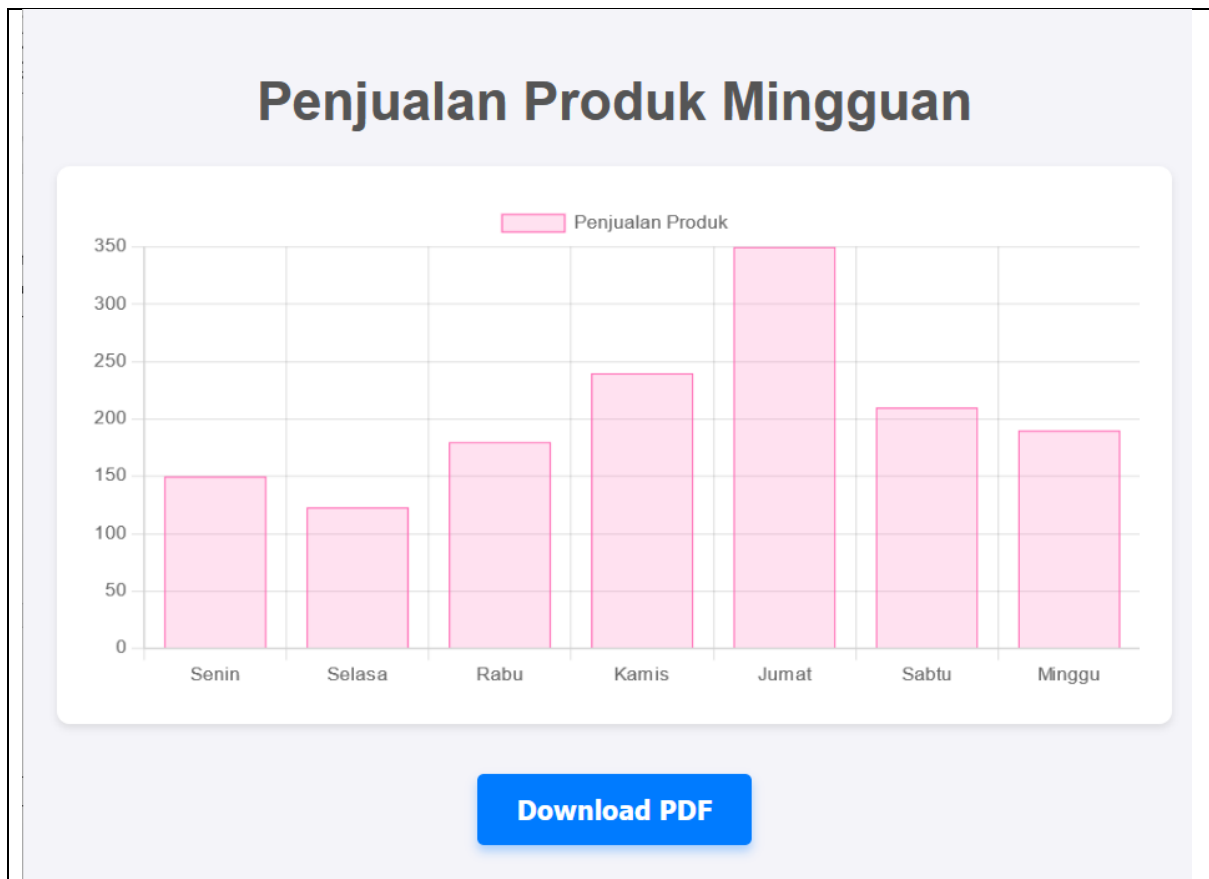 Penjualan Produk Mingguan
Penjualan Produk
350
300
250
200
150
100
50
0
Senin Selasa Rabu Kamis Jumat Sabtu Minggu
Download PDF